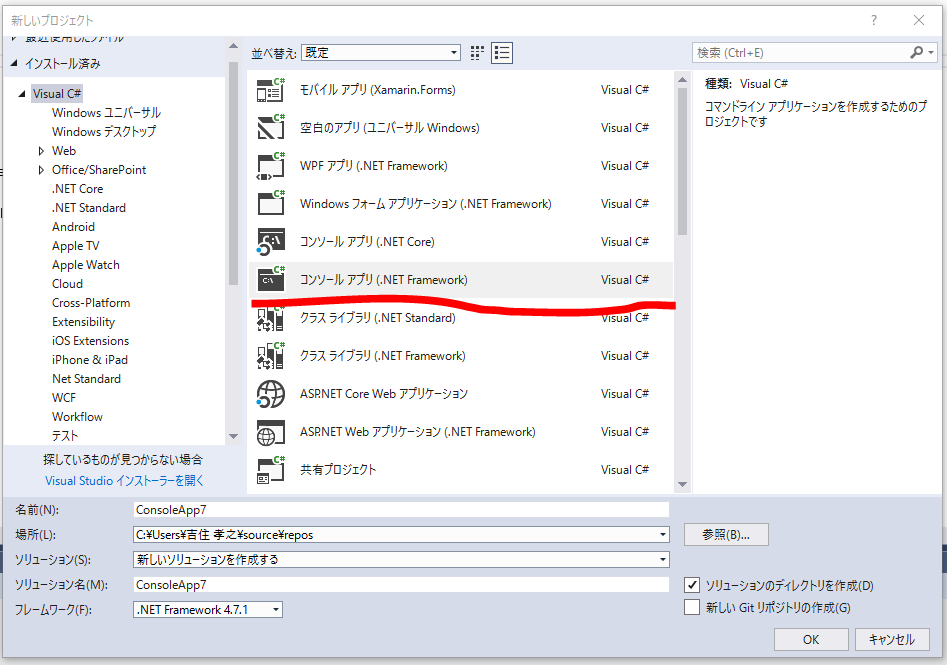 新しいプロジェクト
? ×
最近使用したファイル
インストール済み
並べ替え: 既定
検索 (Ctrl+E)
Visual C#
Windows ユニバーサル
Windows デスクトップ
Web
Office/SharePoint
.NET Core
.NET Standard
Android
Apple TV
Apple Watch
Cloud
Cross-Platform
Extensibility
iOS Extensions
iPhone & iPad
Net Standard
WCF
Workflow
テスト
探しているものが見つからない場合
Visual Studio インストーラーを開く
モバイル アプリ (Xamarin.Forms) Visual C#
空白のアプリ (ユニバーサル Windows) Visual C#
WPF アプリ (.NET Framework) Visual C#
Windows フォーム アプリケーション (.NET Framework) Visual C#
コンソール アプリ (.NET Core) Visual C#
コンソール アプリ (.NET Framework) Visual C#
クラス ライブラリ (.NET Standard) Visual C#
クラス ライブラリ (.NET Framework) Visual C#
ASP.NET Core Web アプリケーション Visual C#
ASP.NET Web アプリケーション (.NET Framework) Visual C#
共有プロジェクト Visual C#
種類: Visual C#
コマンドライン アプリケーションを作成するためのプ
ロジェクトです
名前(N): ConsoleApp7
場所(L): C:¥Users¥吉住 孝之¥source¥repos 参照(B)...
ソリューション(S): 新しいソリューションを作成する
ソリューション名(M): ConsoleApp7 ソリューションのディレクトリを作成(D)
フレームワーク(F): .NET Framework 4.7.1 新しい Git リポジトリの作成(G)
OK キャンセル